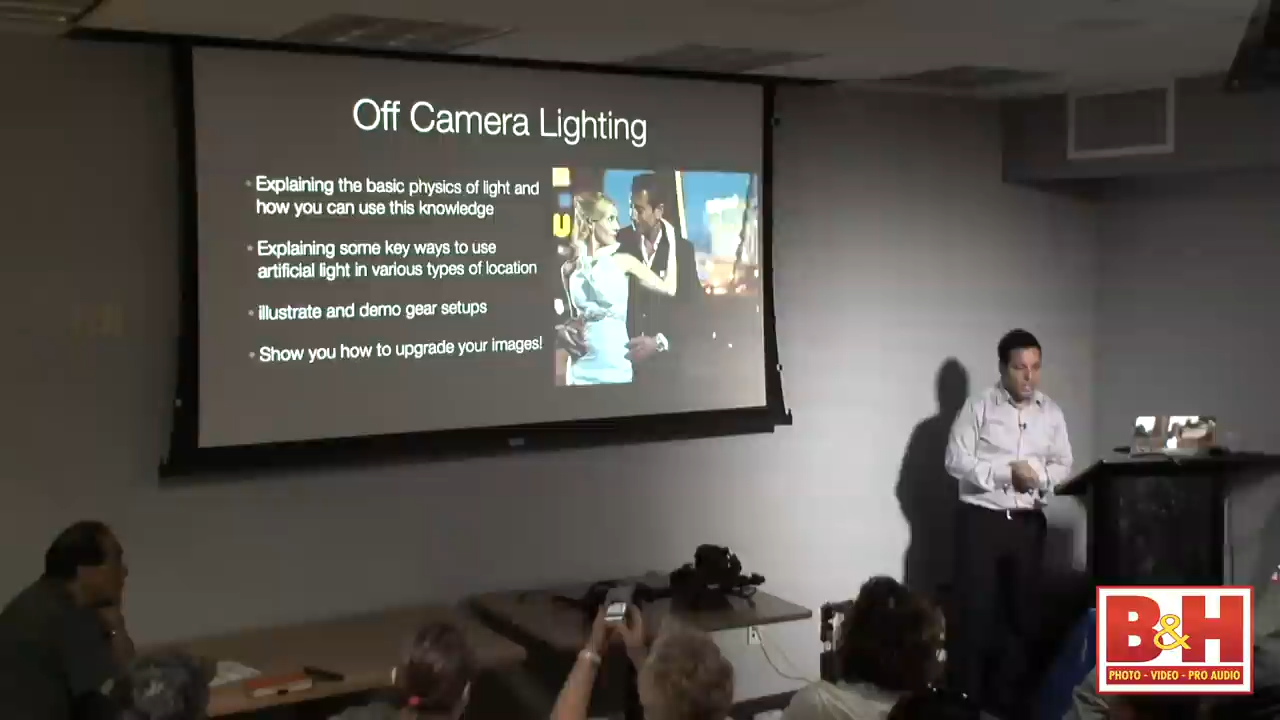 Off Camera Lighting
• Explaining the basic physics of light and
how you can use this knowledge
• Explaining some key ways to use
artificial light in various types of location
• illustrate and demo gear setups
• Show you how to upgrade your images!
U
B&H
PHOTO - VIDEO - PRO AUDIO